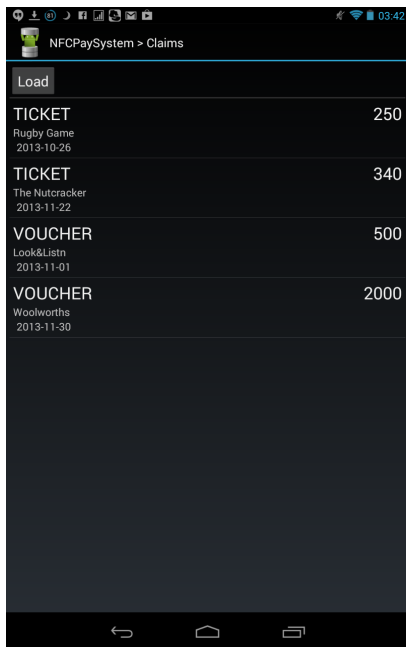 81
03:42
NFCPaySystem > Claims
Load
TICKET 250
Rugby Game
2013-10-26
TICKET 340
The Nutcracker
2013-11-22
VOUCHER 500
Look&Listn
2013-11-01
VOUCHER 2000
Woolworths
2013-11-30